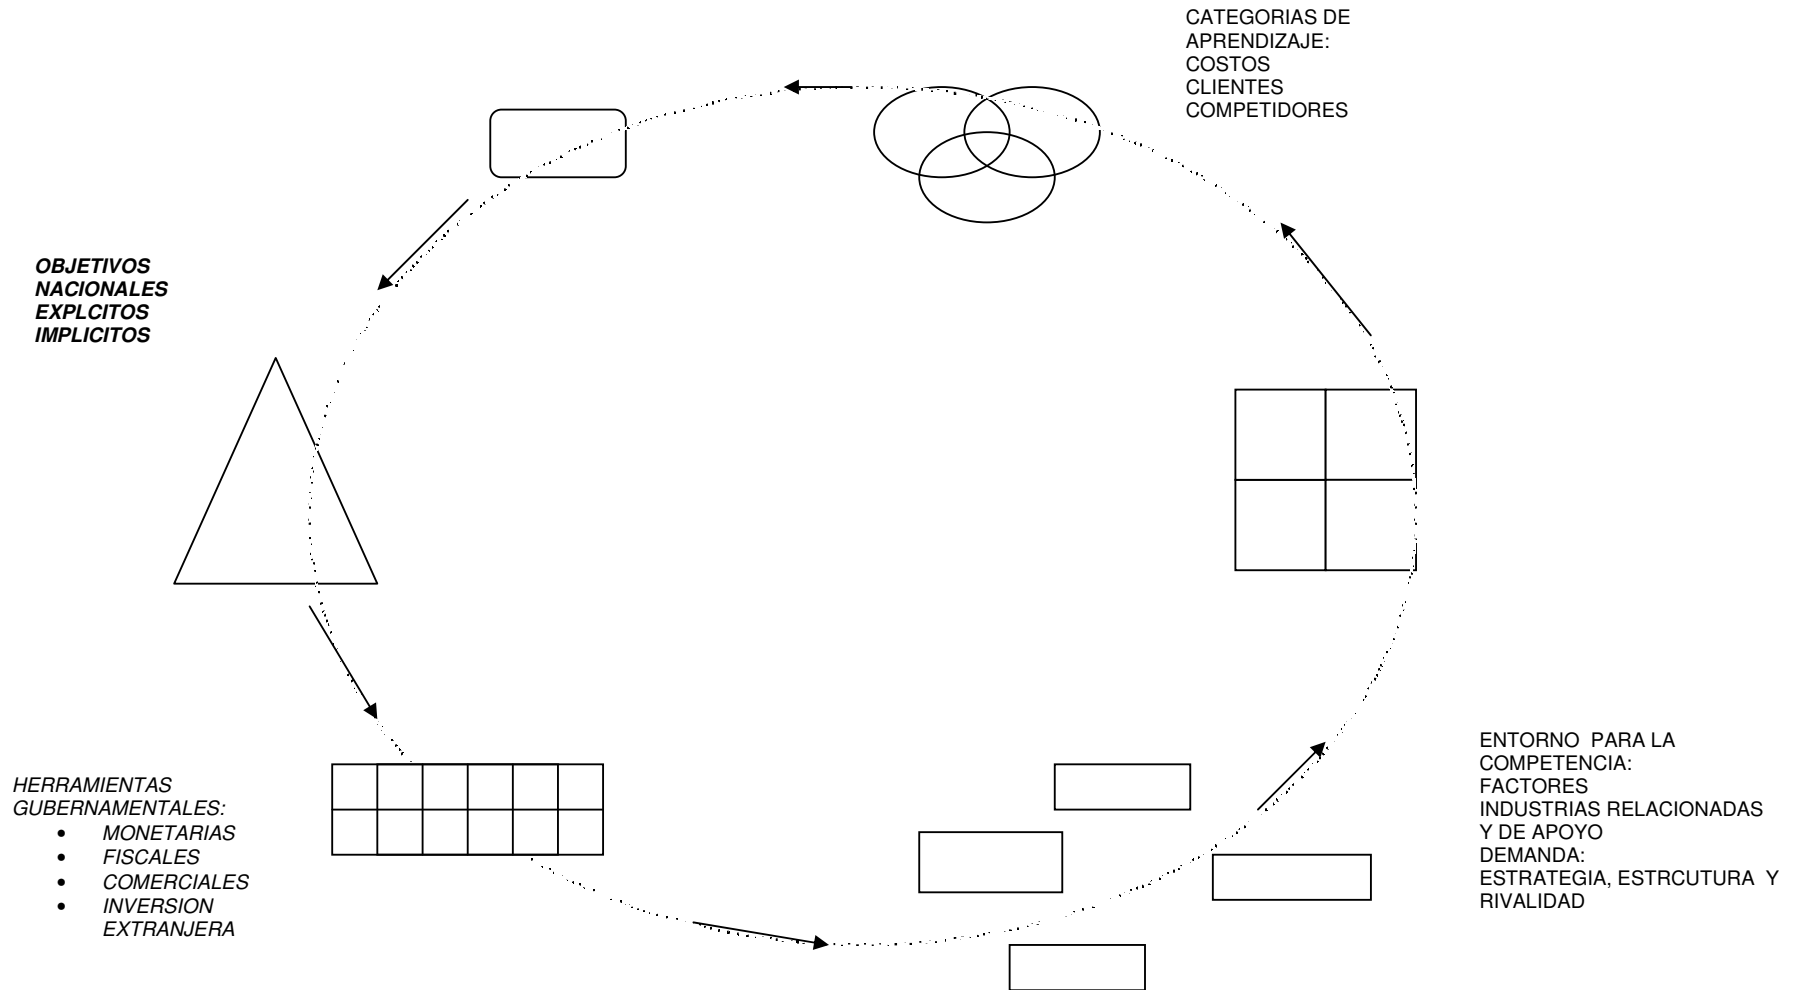 CATEGORIAS DE
APRENDIZAJE:
COSTOS
CLIENTES
COMPETIDORES
OBJETIVOS
NACIONALES
EXPLCITOS
IMPLICITOS
HERRAMIENTAS
GUBERNAMENTALES:
• MONETARIAS
• FISCALES
• COMERCIALES
• INVERSION
EXTRANJERA
ENTORNO PARA LA
COMPETENCIA:
FACTORES
INDUSTRIAS RELACIONADAS
Y DE APOYO
DEMANDA:
ESTRATEGIA, ESTRCUTURA Y
RIVALIDAD